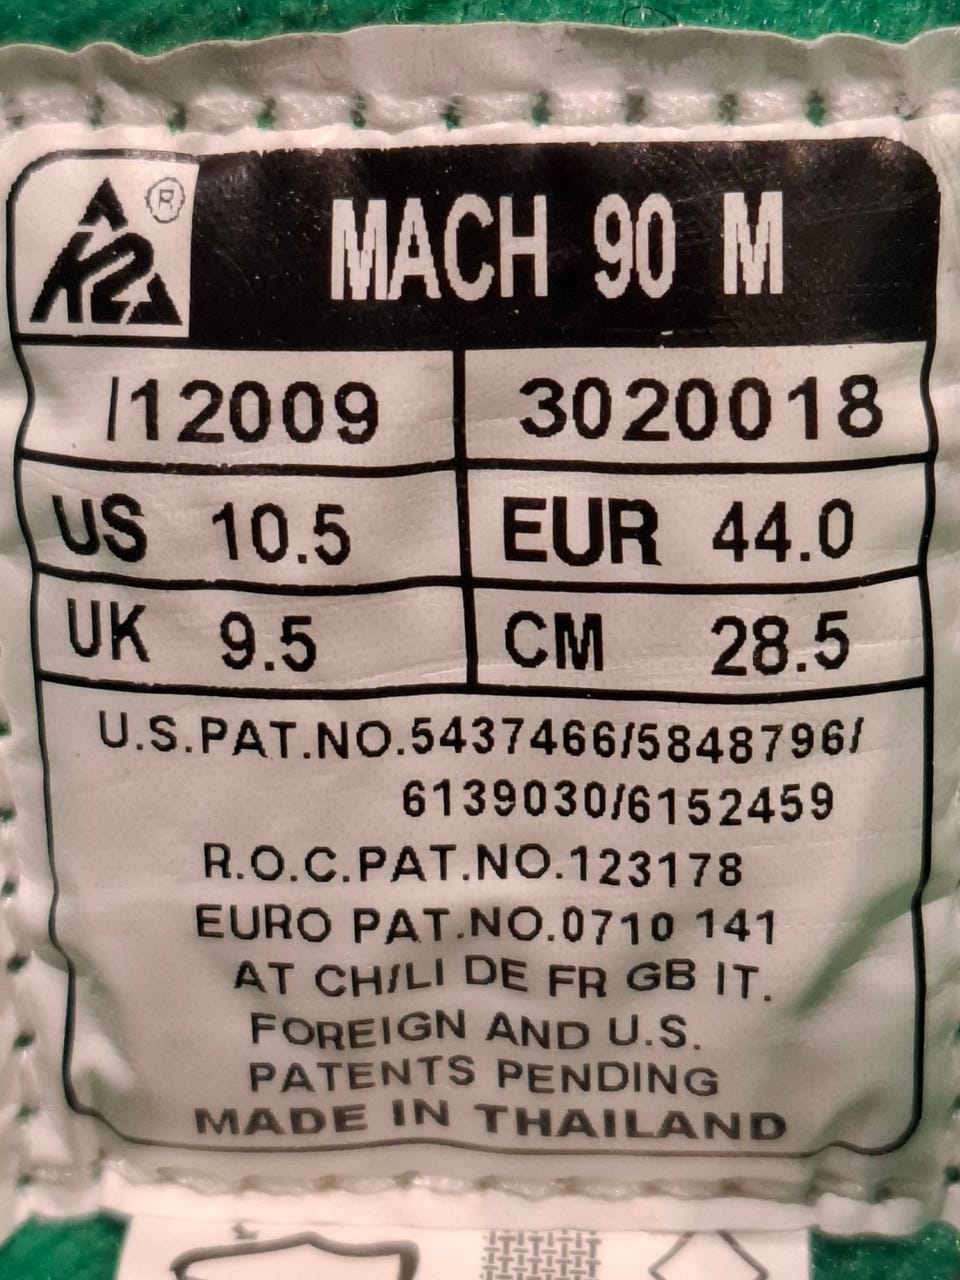 K2 ® MACH 90 M
/12009 3020018
US 10.5 EUR 44.0
UK 9.5 CM 28.5
U.S.PAT.NO.5437466/5848796/
6139030/6152459
R.O.C.PAT.NO.123178
EURO PAT.NO.0710 141
AT CH/LI DE FR GB IT.
FOREIGN AND U.S.
PATENTS PENDING
MADE IN THAILAND